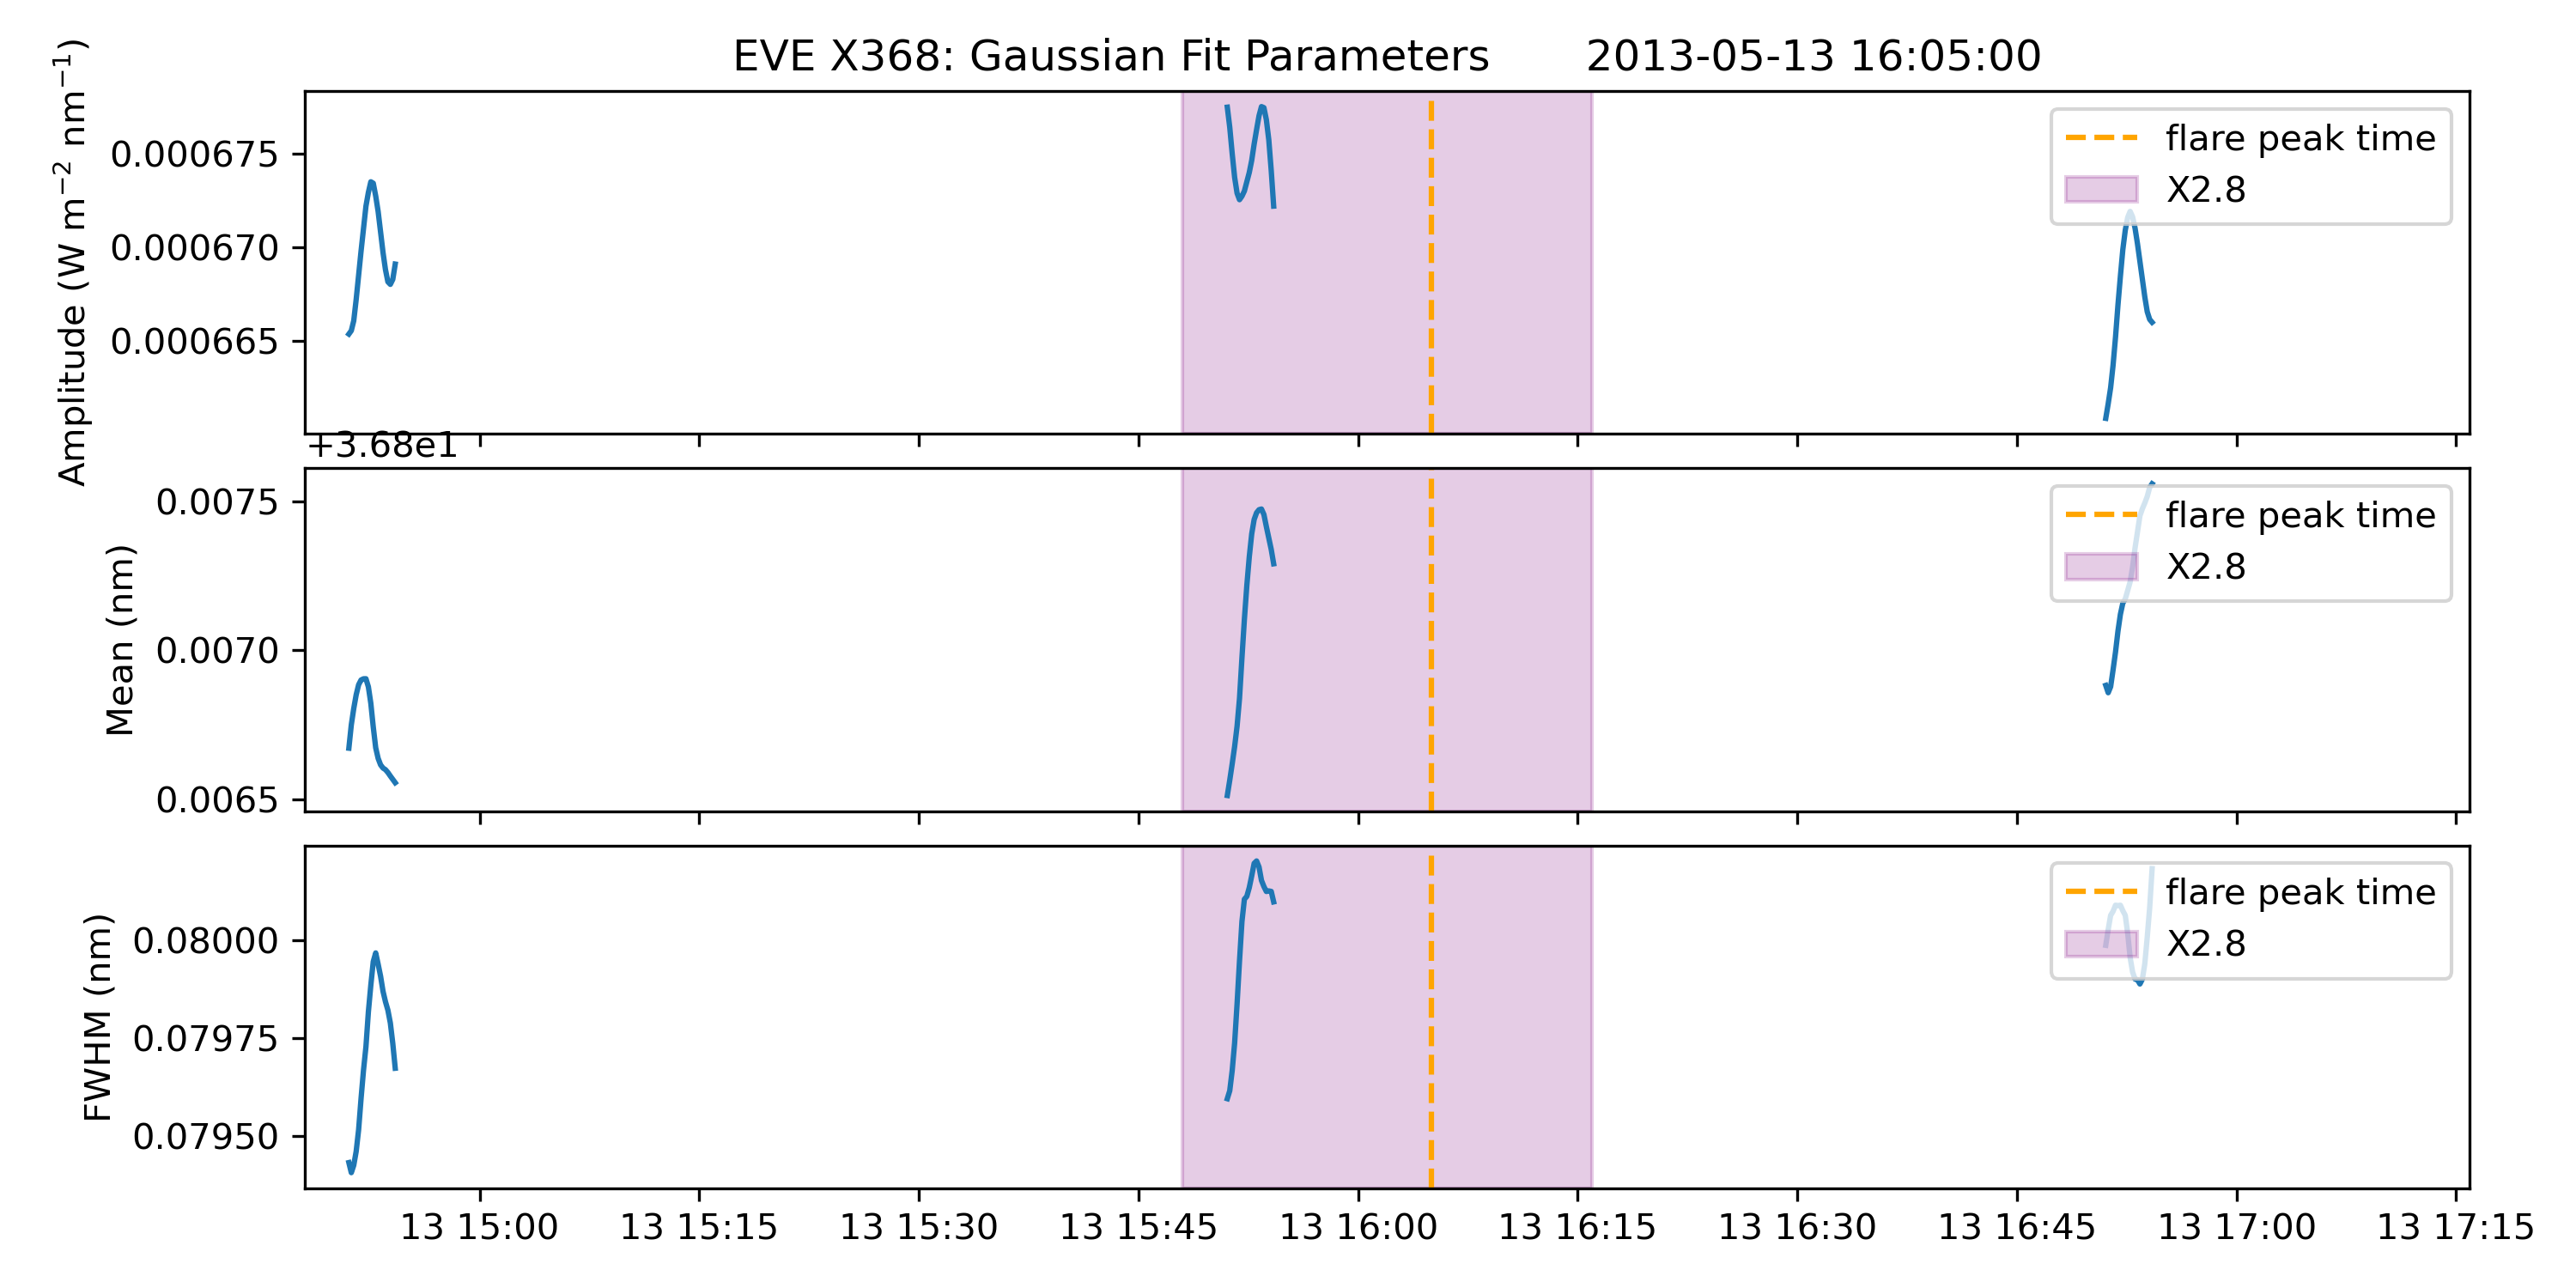 EVE X368: Gaussian Fit Parameters 2013-05-13 16:05:00
Amplitude (W m⁻² nm⁻¹)
0.000675
0.000670
0.000665
flare peak time
X2.8
+3.68e1
Mean (nm)
0.0075
0.0070
0.0065
flare peak time
X2.8
FWHM (nm)
0.08000
0.07975
0.07950
flare peak time
X2.8
13 15:00 13 15:15 13 15:30 13 15:45 13 16:00 13 16:15 13 16:30 13 16:45 13 17:00 13 17:15